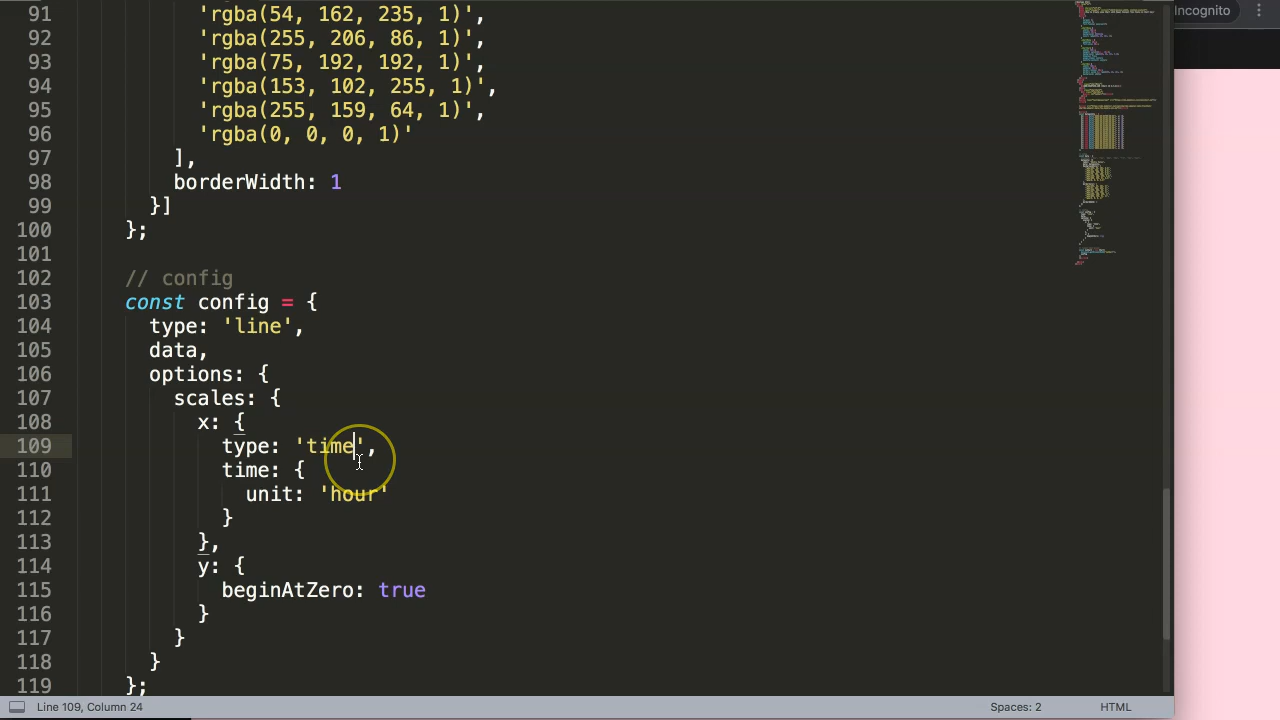 Incognito
91 'rgba(54, 162, 235, 1)',
92 'rgba(255, 206, 86, 1)',
93 'rgba(75, 192, 192, 1)',
94 'rgba(153, 102, 255, 1)',
95 'rgba(255, 159, 64, 1)',
96 'rgba(0, 0, 0, 1)'
97 ],
98 borderWidth: 1
99 }]
100 };
101
102 // config
103 const config = {
104 type: 'line',
105 data,
106 options: {
107 scales: {
108 x: {
109 type: 'time',
110 time: {
111 unit: 'hour'
112 }
113 },
114 y: {
115 beginAtZero: true
116 }
117 }
118 }
119 };
Line 109, Column 24 Spaces: 2 HTML